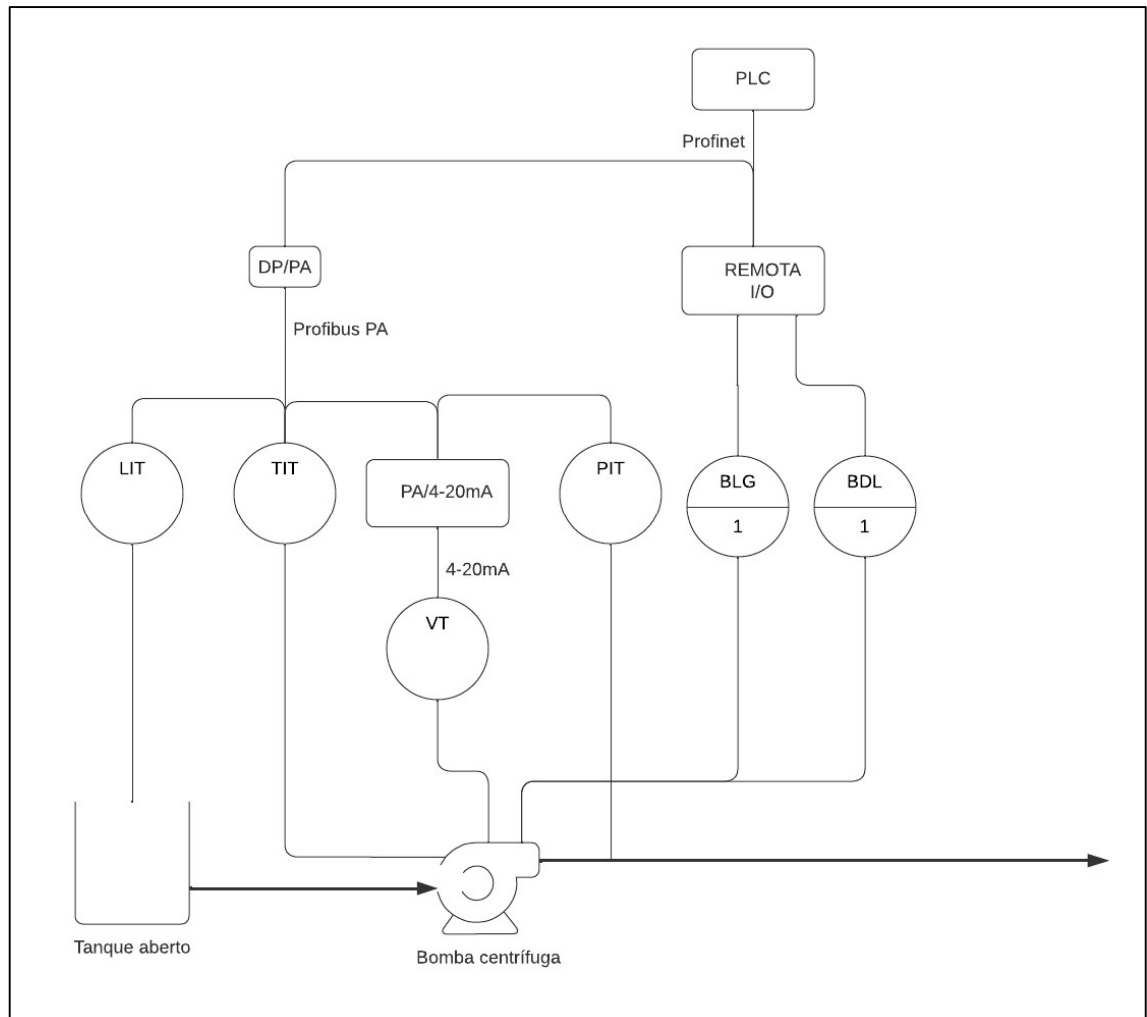 PLC
Profinet
DP/PA
REMOTA
I/O
Profibus PA
LIT
TIT
PA/4-20mA
PIT
BLG
1
BDL
1
4-20mA
VT
Tanque aberto
Bomba centrífuga